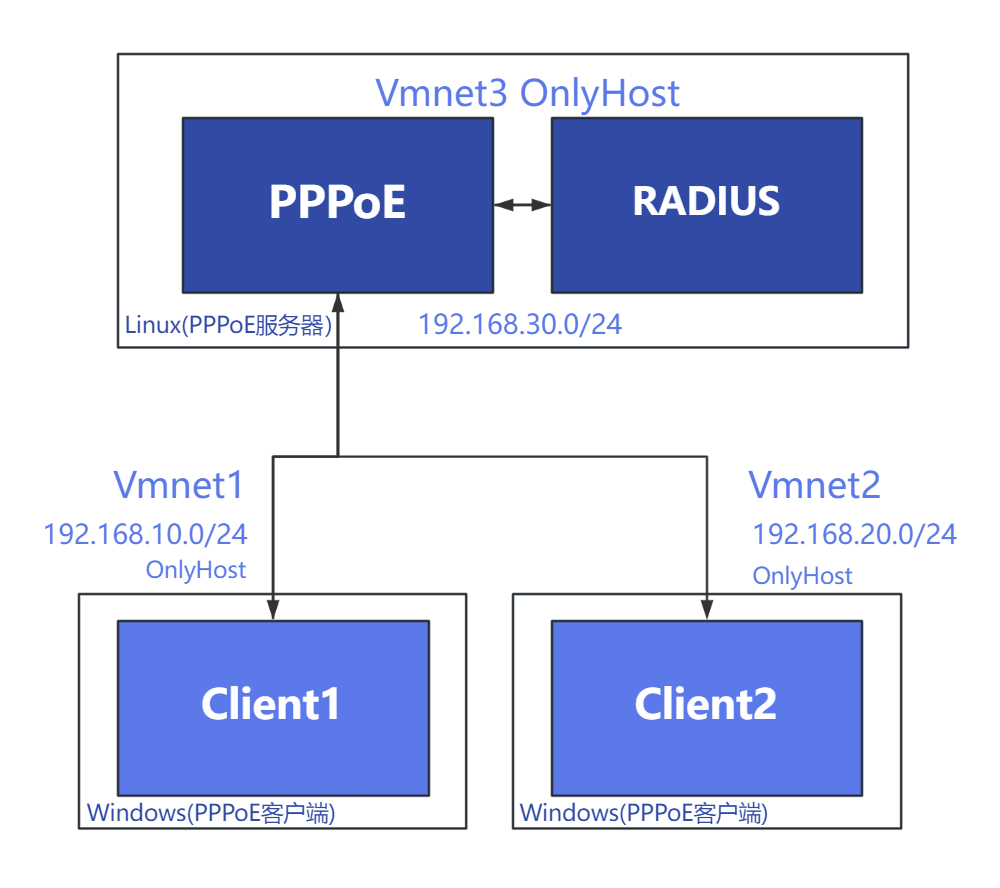 Vmnet3 OnlyHost
PPPoE
RADIUS
Linux(PPPoE服务器)
192.168.30.0/24
Vmnet1
192.168.10.0/24
OnlyHost
Vmnet2
192.168.20.0/24
OnlyHost
Client1
Windows(PPPoE客户端)
Client2
Windows(PPPoE客户端)